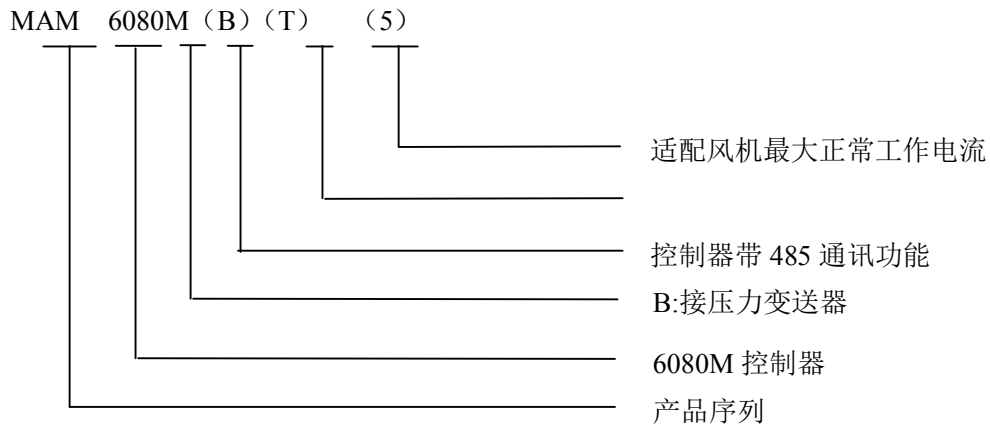 MAM 6080M（B）（T） （5）
适配风机最大正常工作电流
控制器带 485 通讯功能
B:接压力变送器
6080M 控制器
产品序列